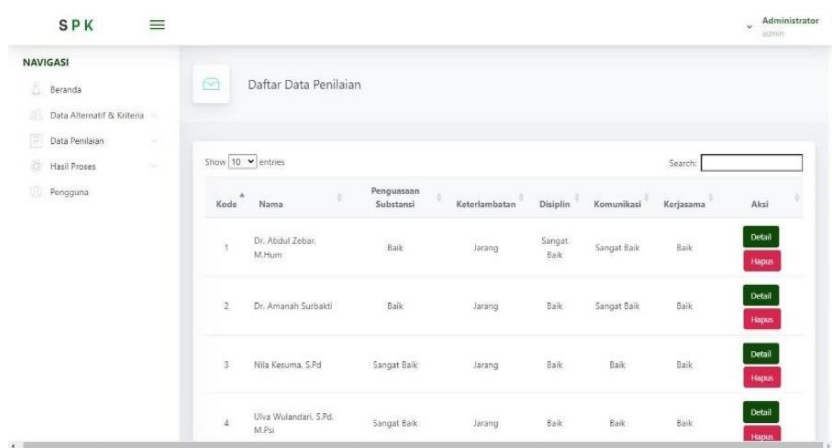 SPK
Administrator
admin
NAVIGASI
Beranda
Data Alternatif & Kriteria
Data Penilaian
Hasil Proses
Pengguna
Daftar Data Penilaian
Show 10 entries
Search:
Kode Nama Penguasaan Substansi Keterlambatan Disiplin Komunikasi Kerjasama Aksi
1 Dr. Abdul Zebar, M.Hum Baik Jarang Sangat Baik Sangat Baik Baik Detail Hapus
2 Dr. Amanah Surbakti Baik Jarang Baik Sangat Baik Baik Detail Hapus
3 Nila Kesuma, S.Pd Sangat Baik Jarang Baik Baik Baik Detail Hapus
4 Ulva Wulandari, S.Pd, M.Psi Sangat Baik Jarang Baik Baik Baik Detail Hapus